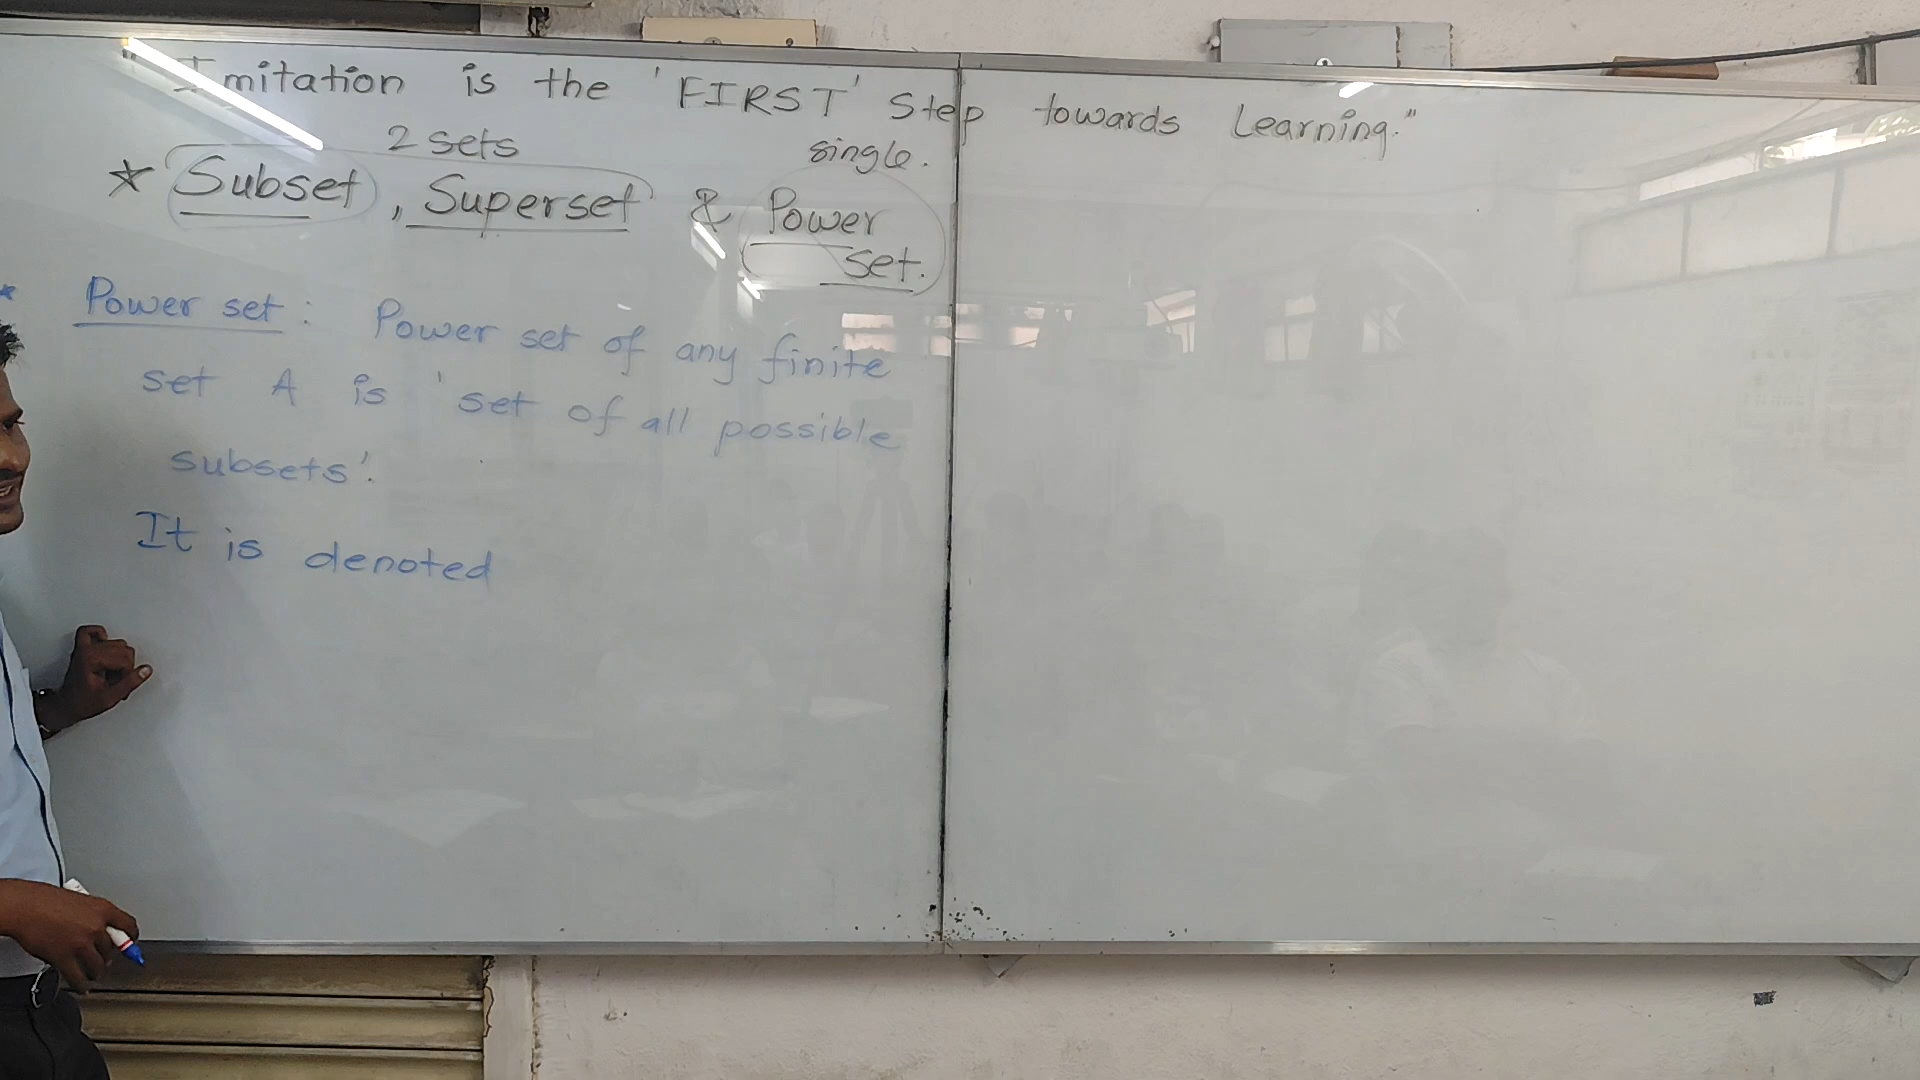 "Imitation is the 'FIRST' Step towards Learning."
2 sets single.
* Subset, Superset & Power
set.
* Power set : Power set of any finite
set A is 'set of all possible
subsets'.
It is denoted